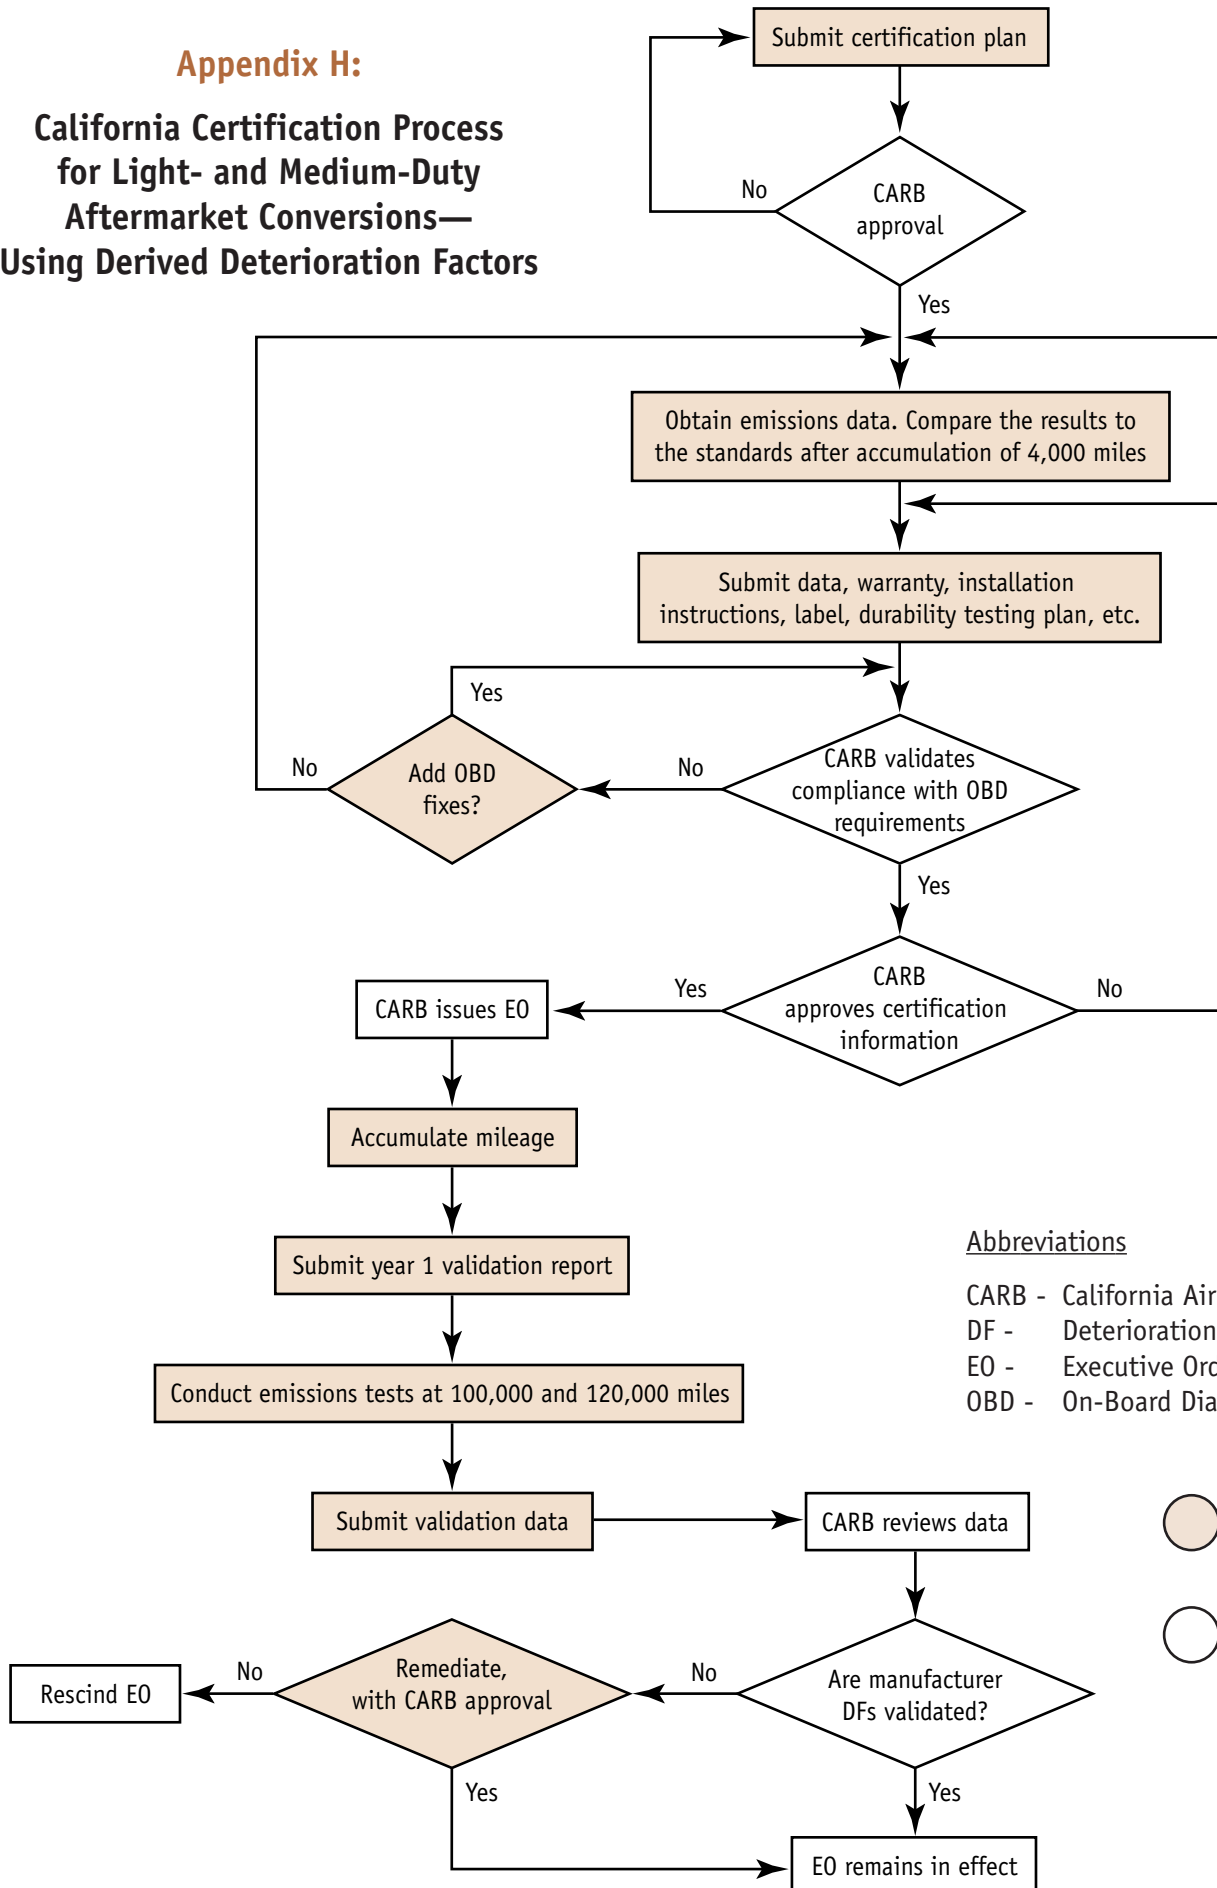 Appendix H:
California Certification Process
for Light- and Medium-Duty
Aftermarket Conversions—
Using Derived Deterioration Factors
Submit certification plan
No
CARB
approval
Yes
Obtain emissions data. Compare the results to
the standards after accumulation of 4,000 miles
Submit data, warranty, installation
instructions, label, durability testing plan, etc.
Yes
No
Add OBD
fixes?
No
CARB validates
compliance with OBD
requirements
Yes
CARB issues EO
Yes
CARB
approves certification
information
No
Accumulate mileage
Submit year 1 validation report
Conduct emissions tests at 100,000 and 120,000 miles
Abbreviations
CARB - California Air
DF - Deterioration
EO - Executive Ord
OBD - On-Board Dia
Submit validation data
CARB reviews data
Rescind EO
No
Remediate,
with CARB approval
No
Are manufacturer
DFs validated?
Yes
Yes
EO remains in effect